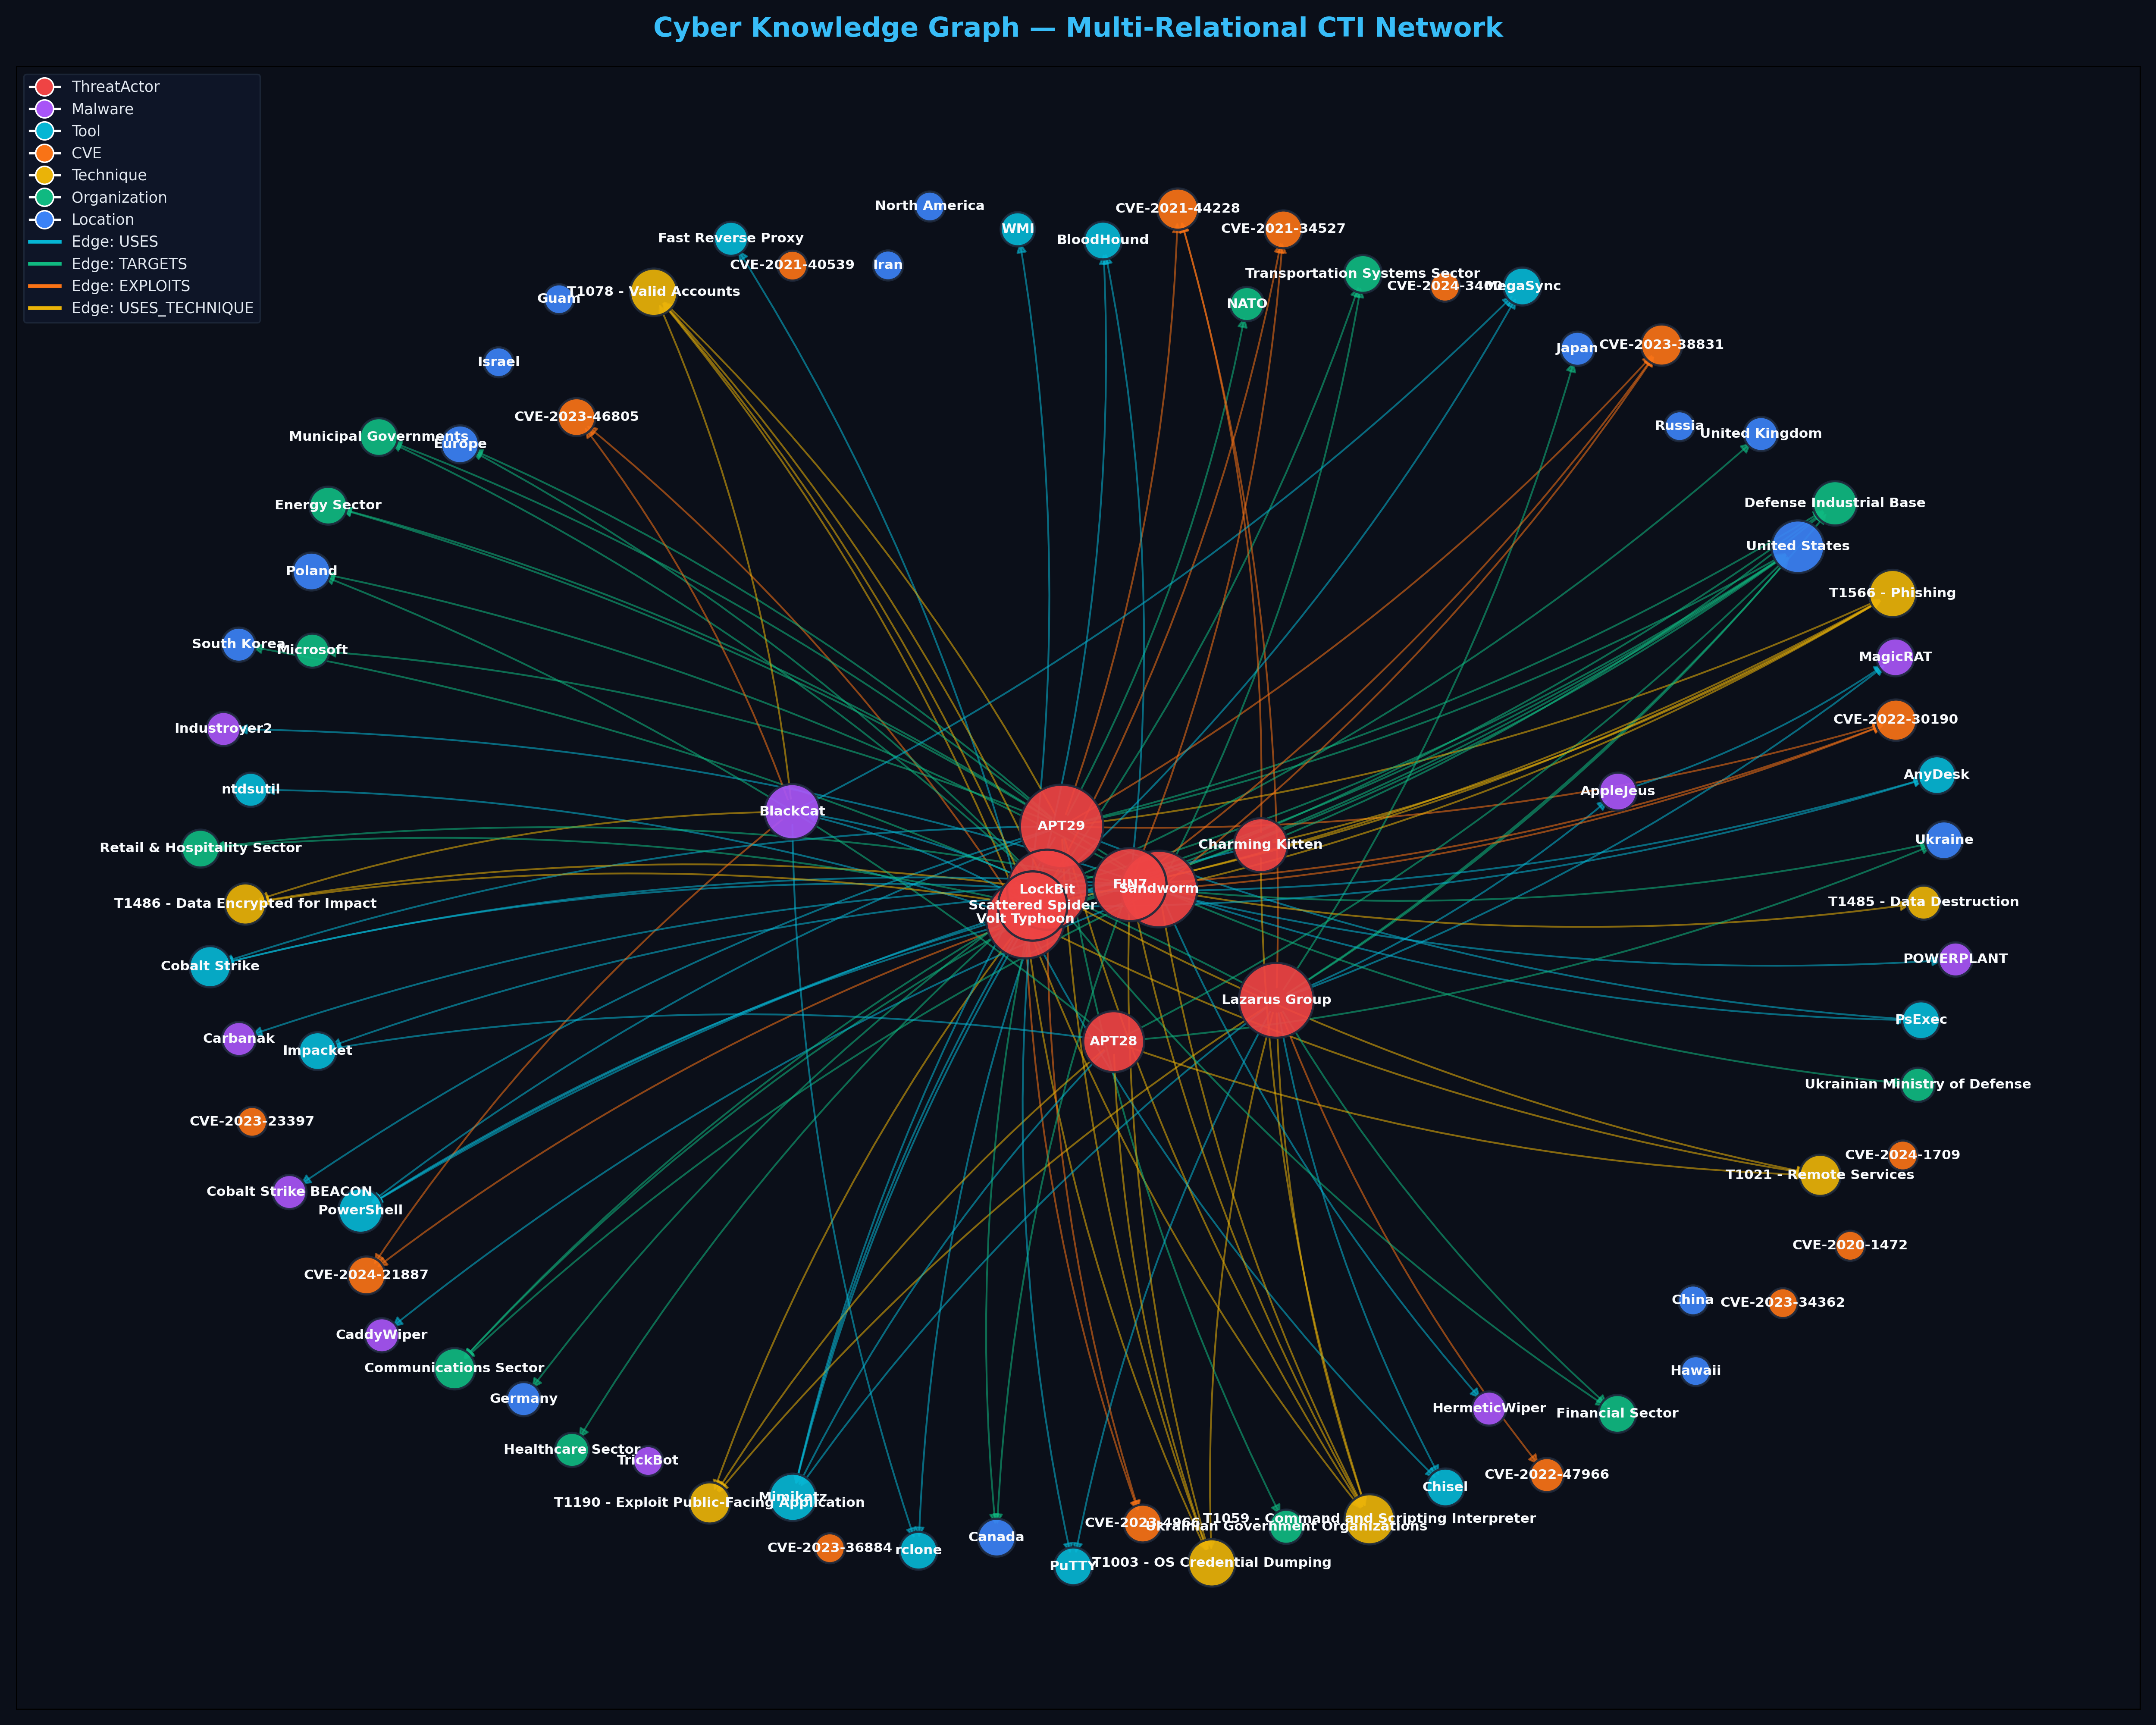 Cyber Knowledge Graph — Multi-Relational CTI Network
ThreatActor
Malware
Tool
CVE
Technique
Organization
Location
Edge: USES
Edge: TARGETS
Edge: EXPLOITS
Edge: USES_TECHNIQUE
North America
CVE-2021-44228
WMI
CVE-2021-34527
Fast Reverse Proxy
BloodHound
CVE-2021-40539
Iran
Transportation Systems Sector
CVE-2024-3400
MegaSync
Guam
T1078 - Valid Accounts
NATO
Israel
Japan
CVE-2023-38831
CVE-2023-46805
Russia
United Kingdom
Municipal Governments
Europe
Energy Sector
Defense Industrial Base
United States
Poland
T1566 - Phishing
South Korea
Microsoft
MagicRAT
CVE-2022-30190
Industroyer2
AnyDesk
ntdsutil
AppleJeus
BlackCat
APT29
Ukraine
Retail & Hospitality Sector
Charming Kitten
FIN7
Sandworm
LockBit
T1486 - Data Encrypted for Impact
Scattered Spider
T1485 - Data Destruction
Volt Typhoon
Cobalt Strike
POWERPLANT
Lazarus Group
PsExec
Carbanak
Impacket
APT28
Ukrainian Ministry of Defense
CVE-2023-23397
CVE-2024-1709
T1021 - Remote Services
Cobalt Strike BEACON
PowerShell
CVE-2020-1472
CVE-2024-21887
China
CVE-2023-34362
CaddyWiper
Communications Sector
Hawaii
Germany
HermeticWiper
Financial Sector
Healthcare Sector
TrickBot
CVE-2022-47966
Chisel
Mimikatz
T1190 - Exploit Public-Facing Application
T1059 - Command and Scripting Interpreter
CVE-2023-4966
Ukrainian Government Organizations
Canada
CVE-2023-36884
rclone
PuTTY
T1003 - OS Credential Dumping